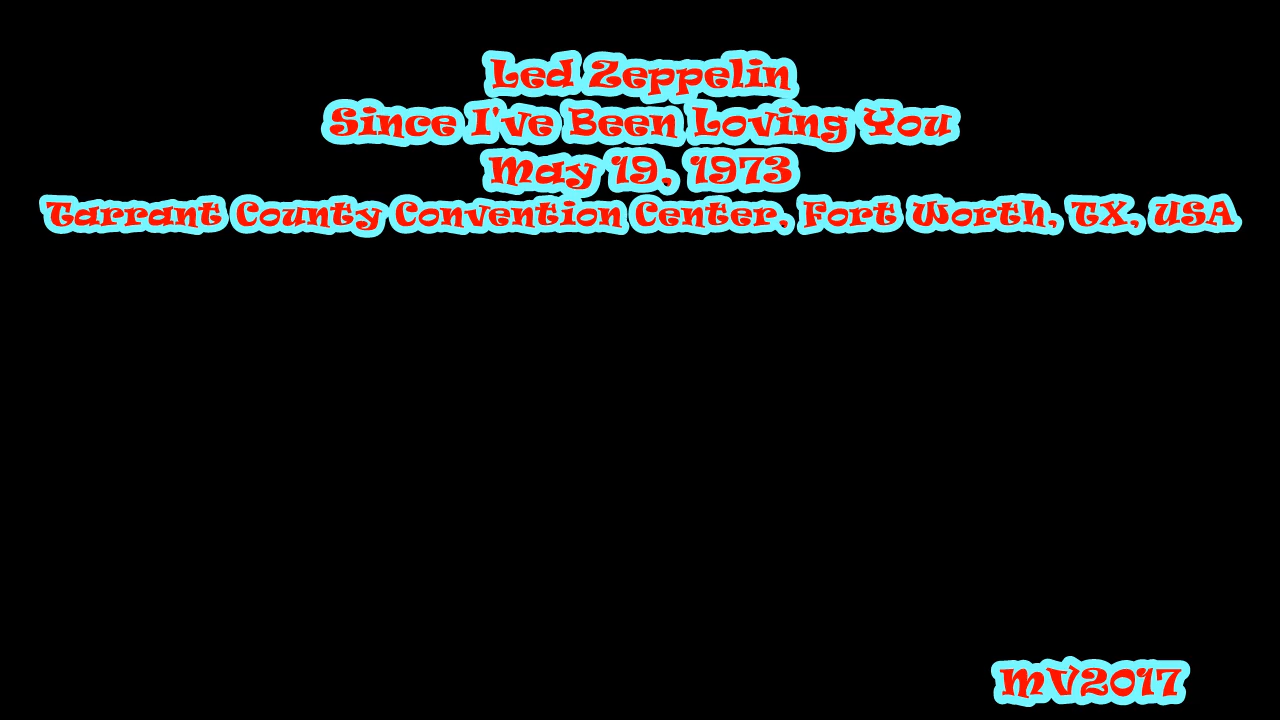 Led Zeppelin
Since I've Been Loving You
May 19, 1973
Tarrant County Convention Center, Fort Worth, TX, USA
MV2017